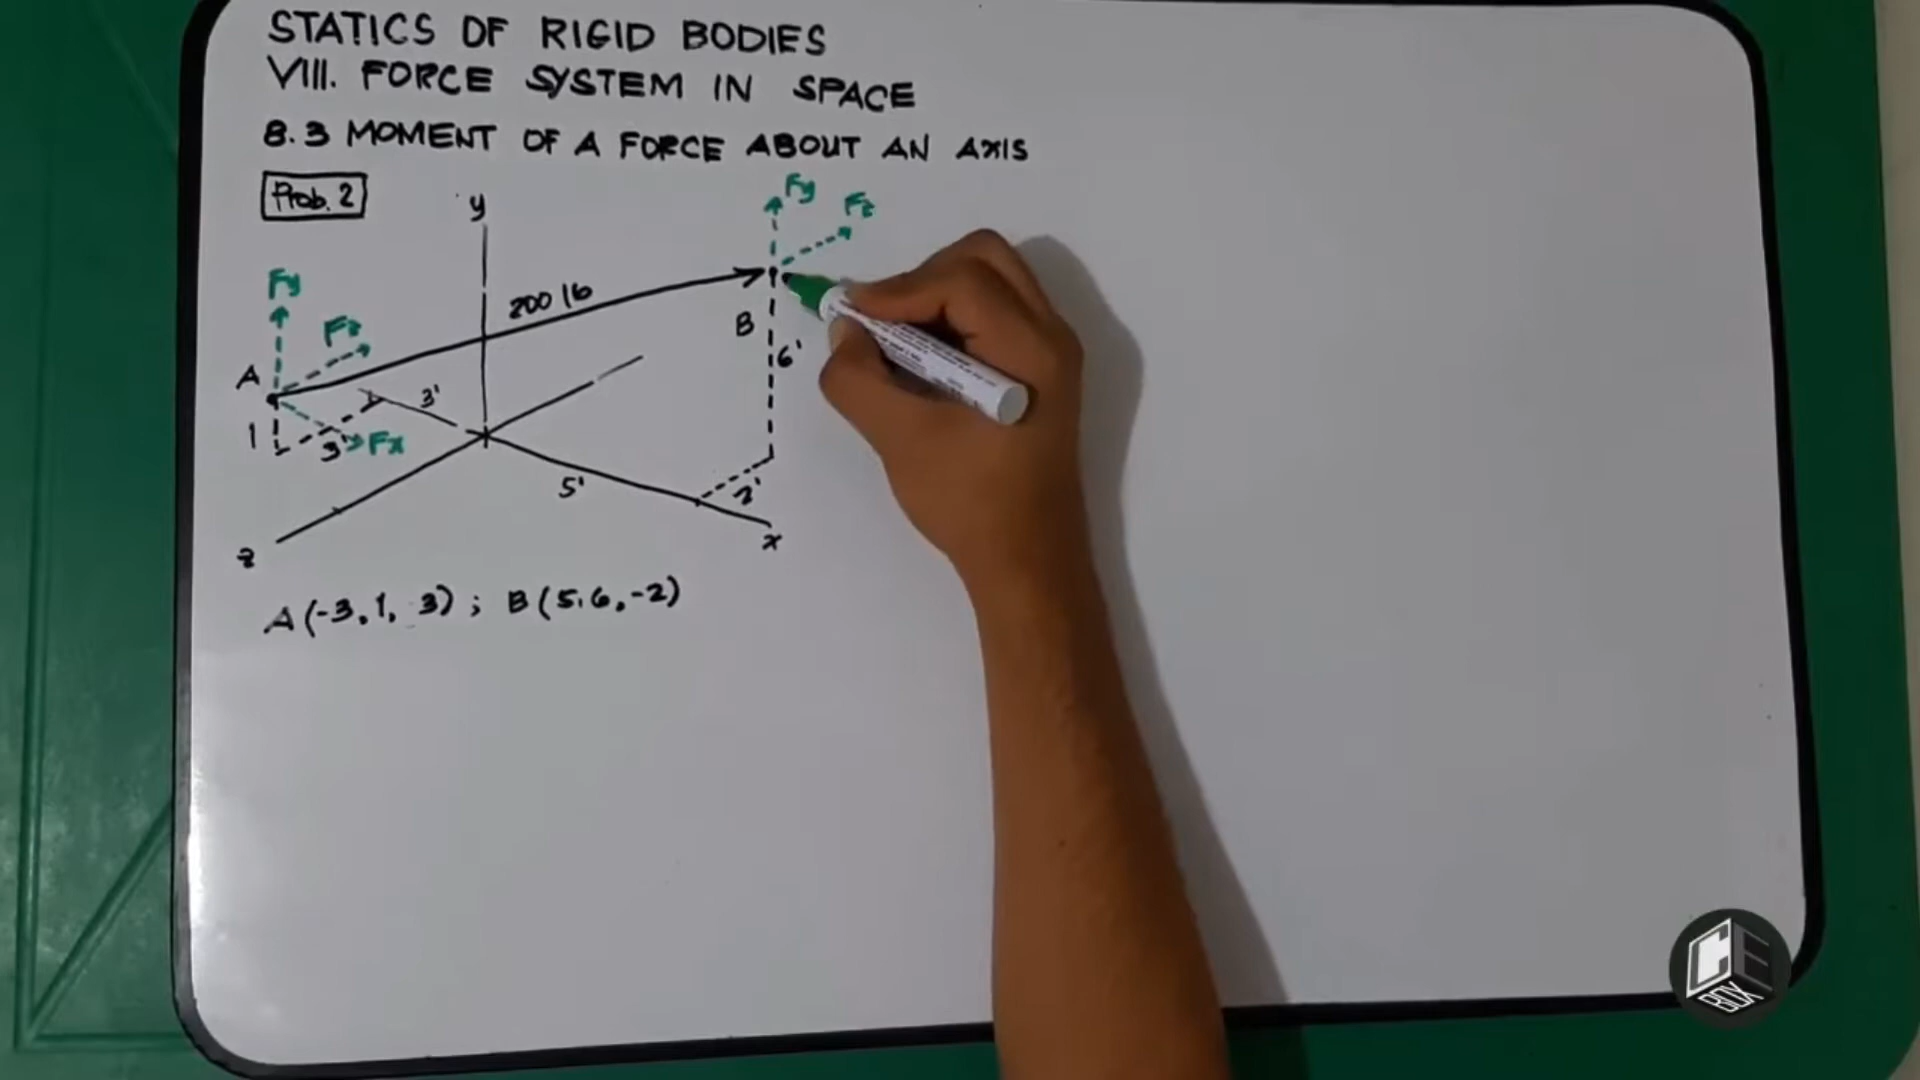 STATICS OF RIGID BODIES
VIII. FORCE SYSTEM IN SPACE
8.3 MOMENT OF A FORCE ABOUT AN AXIS
Prob. 2
y
Fy
Fz
Fy
Fz
200 lb
A
B
6'
3'
1
3
Fx
5'
2'
z
x
A(-3,1, 3) ; B(5,6,-2)
CE
BOX